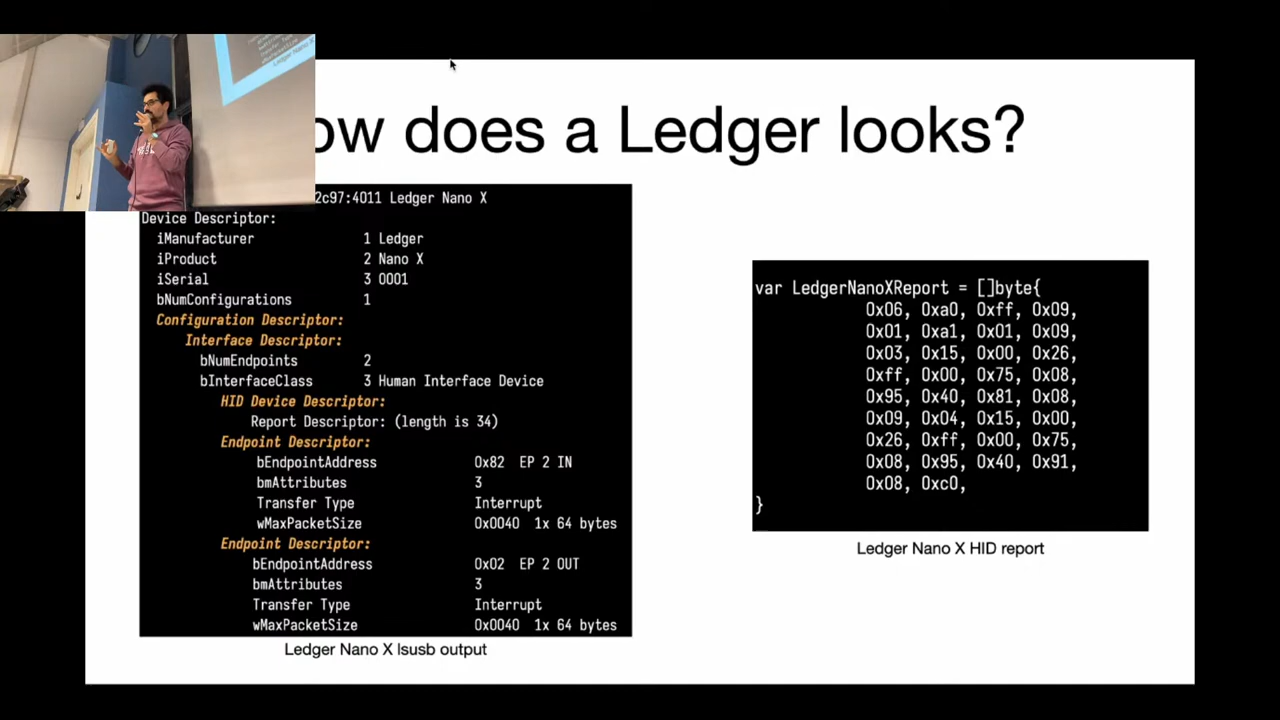 ow does a Ledger looks?
2c97:4011 Ledger Nano X
Device Descriptor:
iManufacturer 1 Ledger
iProduct 2 Nano X
iSerial 3 0001
bNumConfigurations 1
Configuration Descriptor:
Interface Descriptor:
bNumEndpoints 2
bInterfaceClass 3 Human Interface Device
HID Device Descriptor:
Report Descriptor: (length is 34)
Endpoint Descriptor:
bEndpointAddress 0x82 EP 2 IN
bmAttributes 3
Transfer Type Interrupt
wMaxPacketSize 0x0040 1x 64 bytes
Endpoint Descriptor:
bEndpointAddress 0x02 EP 2 OUT
bmAttributes 3
Transfer Type Interrupt
wMaxPacketSize 0x0040 1x 64 bytes
Ledger Nano X lsusb output
var LedgerNanoXReport = []byte{
0x06, 0xa0, 0xff, 0x09,
0x01, 0xa1, 0x01, 0x09,
0x03, 0x15, 0x00, 0x26,
0xff, 0x00, 0x75, 0x08,
0x95, 0x40, 0x81, 0x08,
0x09, 0x04, 0x15, 0x00,
0x26, 0xff, 0x00, 0x75,
0x08, 0x95, 0x40, 0x91,
0x08, 0xc0,
}
Ledger Nano X HID report